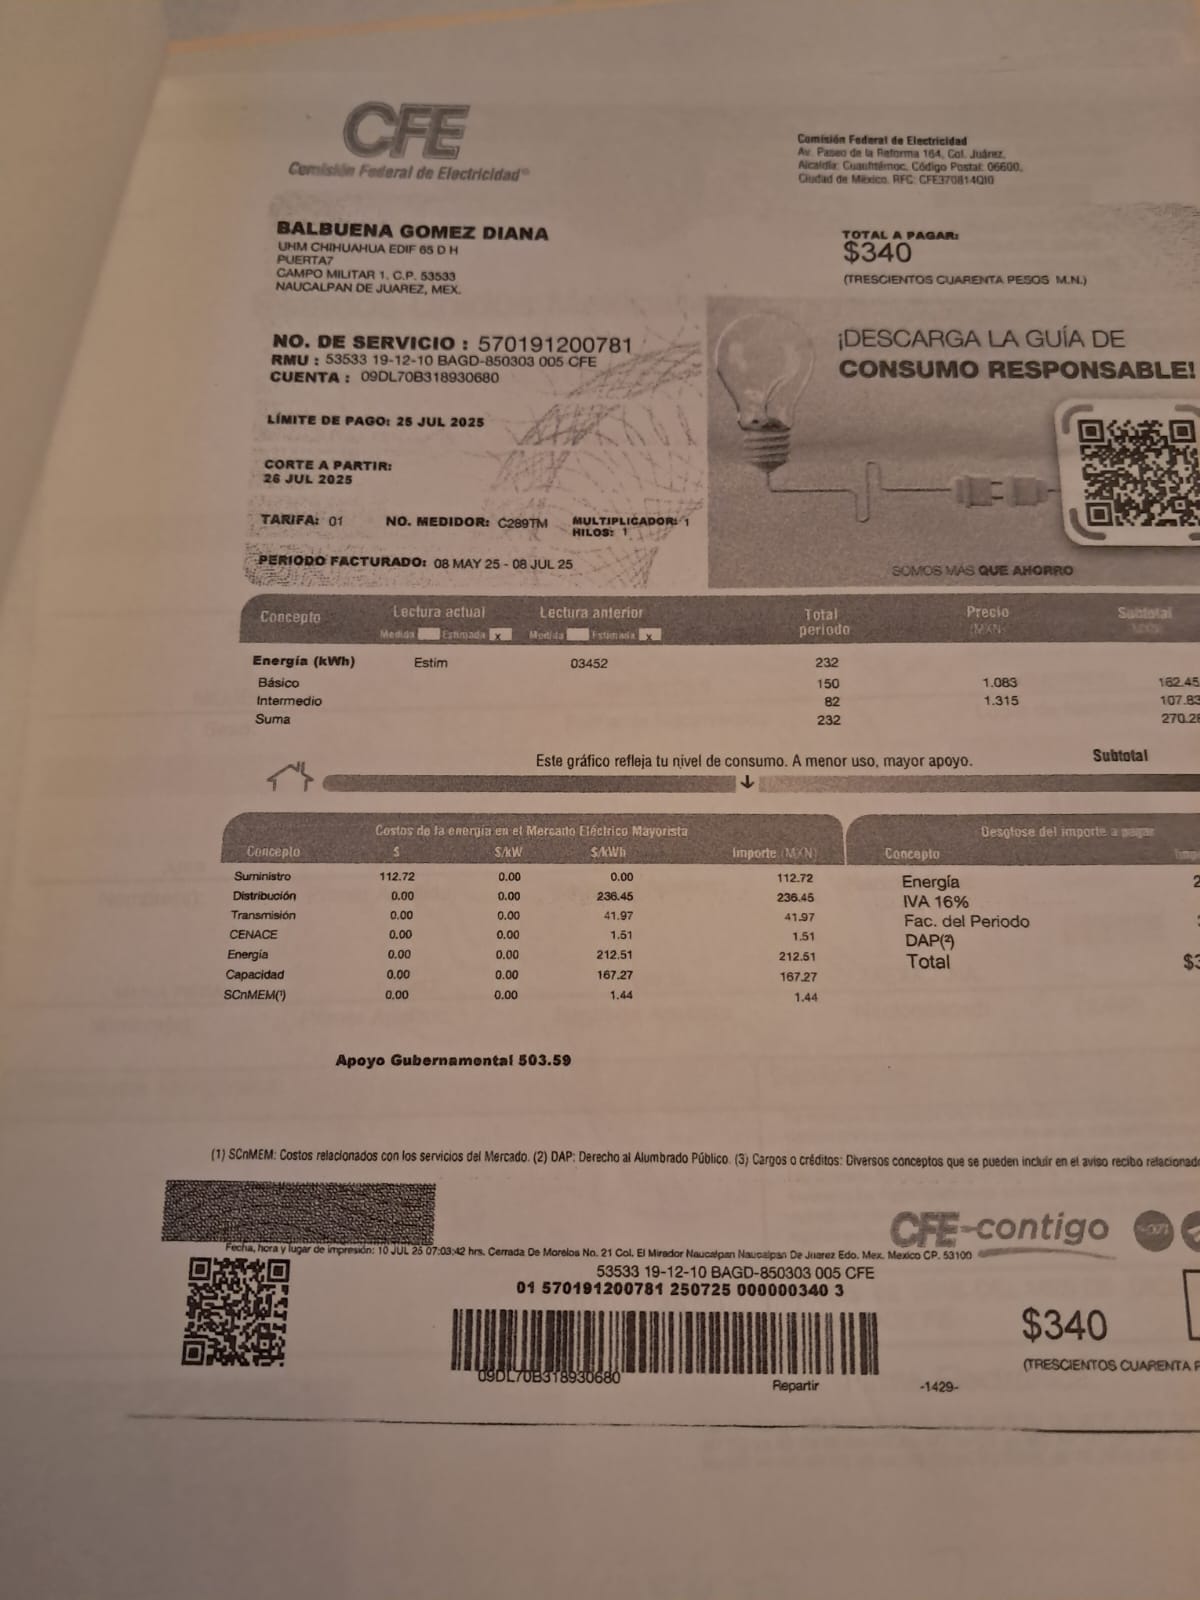 CFE
Comisión Federal de Electricidad®
Comisión Federal de Electricidad
Av. Paseo de la Reforma 164, Col. Juárez,
Alcaldía: Cuauhtémoc, Código Postal: 06600,
Ciudad de México. RFC: CFE370814QI0
BALBUENA GOMEZ DIANA
UHM CHIHUAHUA EDIF 65 D H
PUERTA7
CAMPO MILITAR 1. C.P. 53533
NAUCALPAN DE JUAREZ, MEX.
TOTAL A PAGAR:
$340
(TRESCIENTOS CUARENTA PESOS M.N.)
NO. DE SERVICIO : 570191200781
RMU : 53533 19-12-10 BAGD-850303 005 CFE
CUENTA : 09DL70B318930680
¡DESCARGA LA GUÍA DE
CONSUMO RESPONSABLE!
LÍMITE DE PAGO: 25 JUL 2025
CORTE A PARTIR:
26 JUL 2025
TARIFA: 01 NO. MEDIDOR: C289TM MULTIPLICADOR: 1
HILOS: 1
PERIODO FACTURADO: 08 MAY 25 - 08 JUL 25
SOMOS MÁS QUE AHORRO
Concepto Lectura actual Lectura anterior Total periodo Precio (MXN) Subtotal
Medida Estimada x Medida Estimada x
Energía (kWh) Estim 03452 232
Básico 150 1.083 162.45
Intermedio 82 1.315 107.83
Suma 232 270.28
Este gráfico refleja tu nivel de consumo. A menor uso, mayor apoyo.
Subtotal
Costos de la energía en el Mercado Eléctrico Mayorista
Concepto $ $/kW $/kWh Importe (MXN)
Suministro 112.72 0.00 0.00 112.72
Distribución 0.00 0.00 236.45 236.45
Transmisión 0.00 0.00 41.97 41.97
CENACE 0.00 0.00 1.51 1.51
Energía 0.00 0.00 212.51 212.51
Capacidad 0.00 0.00 167.27 167.27
SCnMEM(¹) 0.00 0.00 1.44 1.44
Desglose del importe a pagar
Concepto
Energía 2
IVA 16%
Fac. del Periodo
DAP(²)
Total $3
Apoyo Gubernamental 503.59
(1) SCnMEM: Costos relacionados con los servicios del Mercado. (2) DAP: Derecho al Alumbrado Público. (3) Cargos o créditos: Diversos conceptos que se pueden incluir en el aviso recibo relacionado
CFE-contigo
Fecha, hora y lugar de impresión: 10 JUL 25 07:03:42 hrs. Cerrada De Morelos No. 21 Col. El Mirador Naucalpan Naucalpan De Juarez Edo. Mex. Mexico CP. 53100
53533 19-12-10 BAGD-850303 005 CFE
01 570191200781 250725 000000340 3
09DL70B318930680
Repartir
-1429-
$340
(TRESCIENTOS CUARENTA P